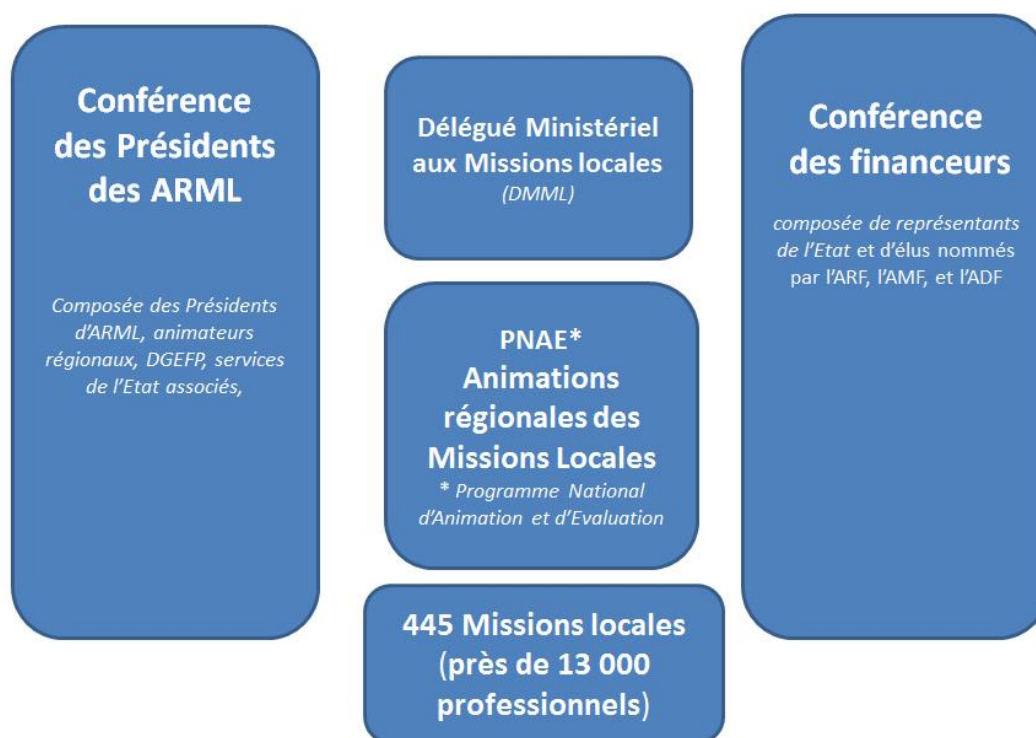 Conférence
des Présidents
des ARML
Composée des Présidents
d’ARML, animateurs
régionaux, DGEFP, services
de l’Etat associés,
Délégué Ministériel
aux Missions locales
(DMML)
PNAE*
Animations
régionales des
Missions Locales
* Programme National
d’Animation et d’Evaluation
445 Missions locales
(près de 13 000
professionnels)
Conférence
des financeurs
composée de représentants
de l’Etat et d’élus nommés
par l’ARF, l’AMF, et l’ADF